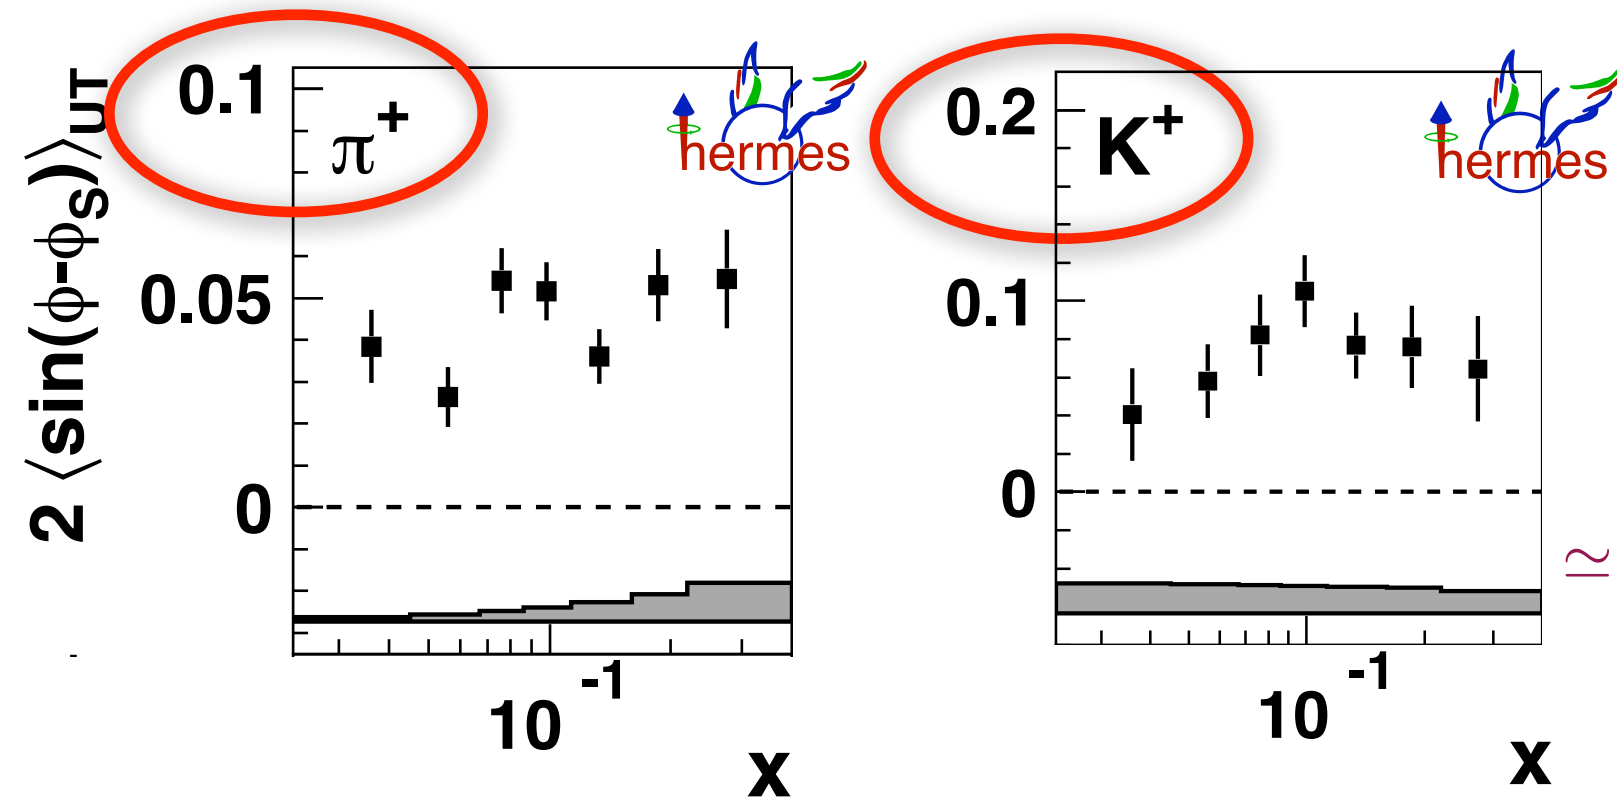 2 ⟨sin(ϕ-ϕS)⟩UT
0.1
π+
hermes
0.05
0
10-1
x
0.2
K+
hermes
0.1
0
10-1
x
≃